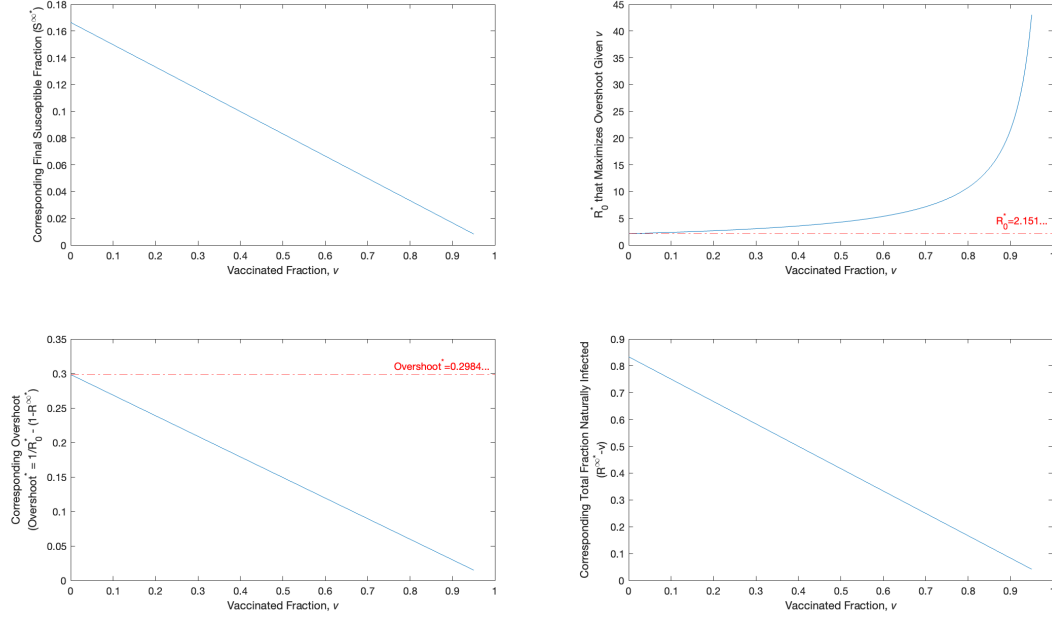 Corresponding Final Susceptible Fraction (S^∞*)
0.18
0.16
0.14
0.12
0.1
0.08
0.06
0.04
0.02
0
0 0.1 0.2 0.3 0.4 0.5 0.6 0.7 0.8 0.9 1
Vaccinated Fraction, v
R_0^* that Maximizes Overshoot Given v
45
40
35
30
25
20
15
10
5
0
R_0^*=2.151...
0 0.1 0.2 0.3 0.4 0.5 0.6 0.7 0.8 0.9 1
Vaccinated Fraction, v
Corresponding Overshoot
(Overshoot^* = 1/R_0^* - (1-R^∞*)
0.35
0.3
0.25
0.2
0.15
0.1
0.05
0
Overshoot^*=0.2984...
0 0.1 0.2 0.3 0.4 0.5 0.6 0.7 0.8 0.9 1
Vaccinated Fraction, v
Corresponding Total Fraction Naturally Infected
(R^∞*-v)
0.9
0.8
0.7
0.6
0.5
0.4
0.3
0.2
0.1
0
0 0.1 0.2 0.3 0.4 0.5 0.6 0.7 0.8 0.9 1
Vaccinated Fraction, v